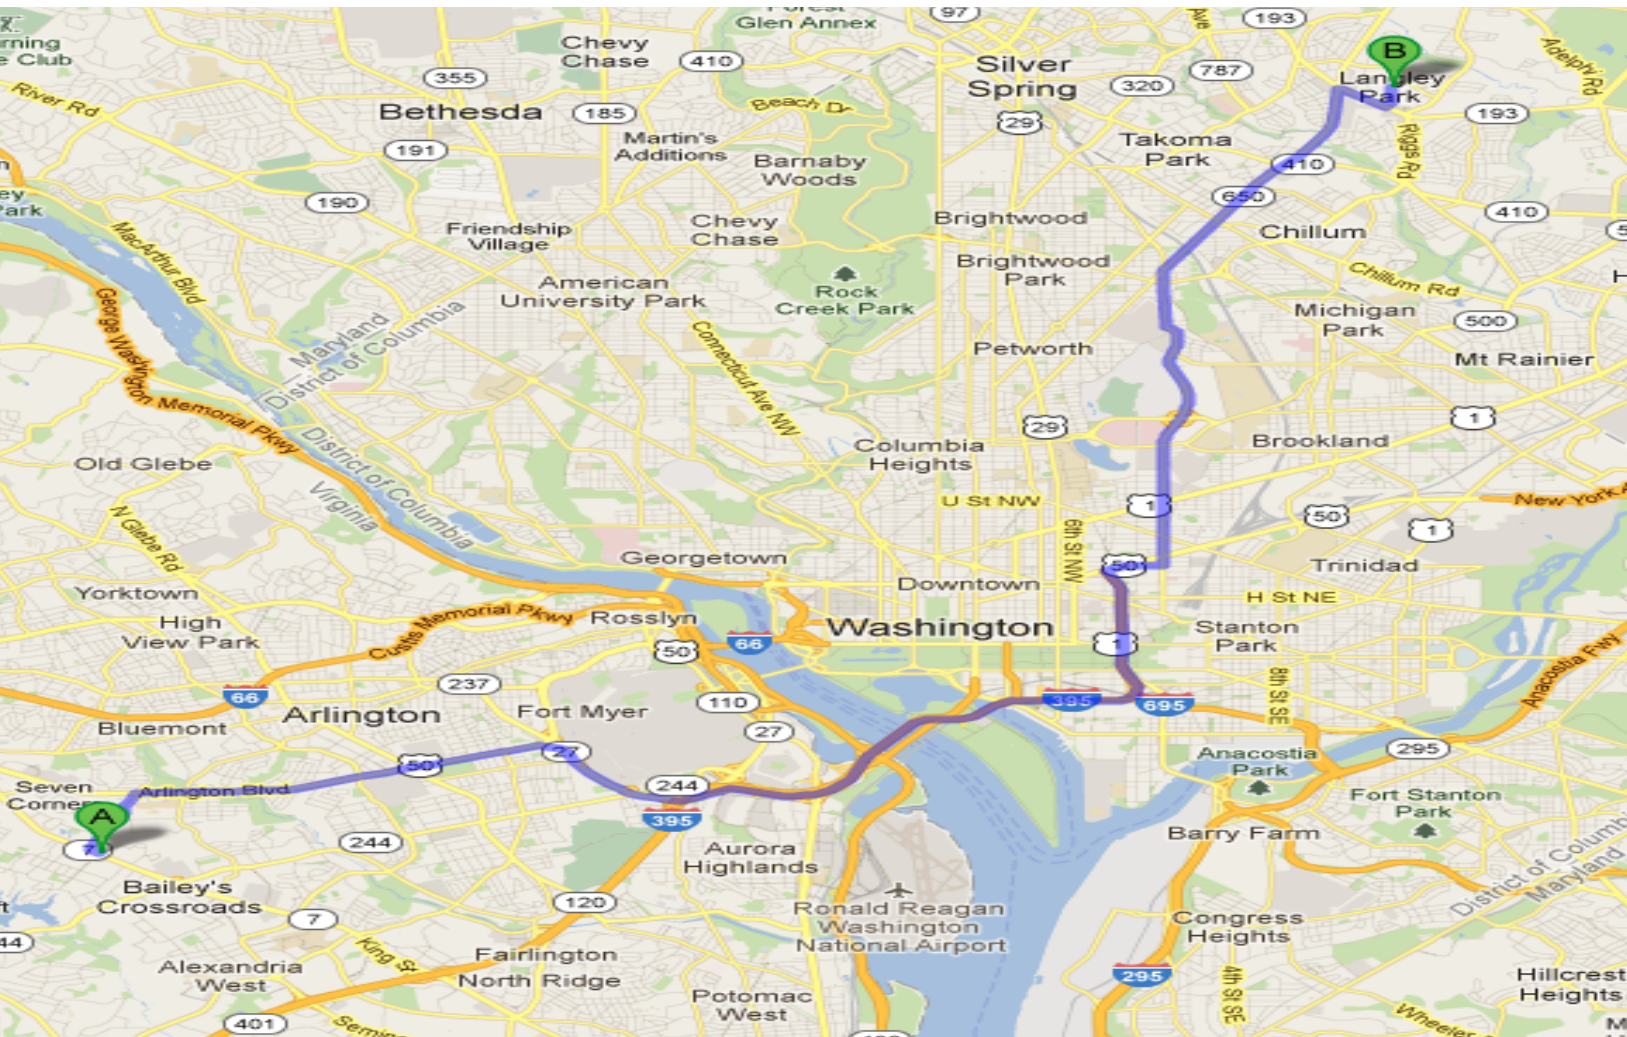 Forest
Glen Annex
97
193
Chevy
Chase
410
355
Silver
Spring
320
787
B
Langley
Park
Adelphi Rd
River Rd
Bethesda
185
Beach Dr
29
193
191
Martin's
Additions
Barnaby
Woods
Takoma
Park
410
Riggs Rd
650
410
190
Friendship
Village
Chevy
Chase
Brightwood
Chillum
MacArthur Blvd
American
University Park
Rock
Creek Park
Brightwood
Park
Chillum Rd
Michigan
Park
500
George Washington Memorial Pkwy
Maryland
District of Columbia
Connecticut Ave NW
Petworth
Mt Rainier
29
1
Old Glebe
District of Columbia
Virginia
Columbia
Heights
Brookland
N Glebe Rd
U St NW
1
50
1
New York
6th St NW
Georgetown
50
Trinidad
Yorktown
Downtown
H St NE
High
View Park
Custis Memorial Pkwy
Rosslyn
66
Washington
1
Stanton
Park
50
66
237
Arlington
Fort Myer
110
395
695
8th St SE
Anacostia Fwy
Bluemont
27
27
295
50
Anacostia
Park
Seven
Corners
Arlington Blvd
244
Fort Stanton
Park
A
395
7
244
Barry Farm
Aurora
Highlands
District of Columbia
Maryland
Bailey's
Crossroads
7
120
Ronald Reagan
Washington
National Airport
Congress
Heights
King St
Fairlington
North Ridge
Alexandria
West
295
4th St SE
Hillcrest
Heights
Potomac
West
401
Wheeler